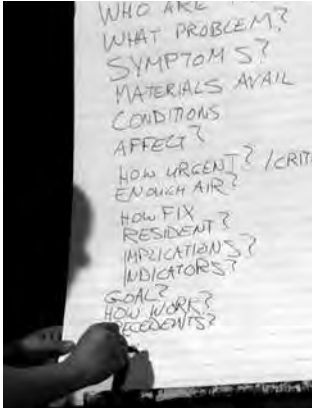 WHO ARE
WHAT PROBLEM?
SYMPTOMS?
MATERIALS AVAIL
CONDITIONS
AFFECT?
HOW URGENT? /CRIT
ENOUGH AIR?
HOW FIX
RESIDENT?
IMPLICATIONS?
INDICATORS?
GOAL?
HOW WORK?
PRECEDENTS?